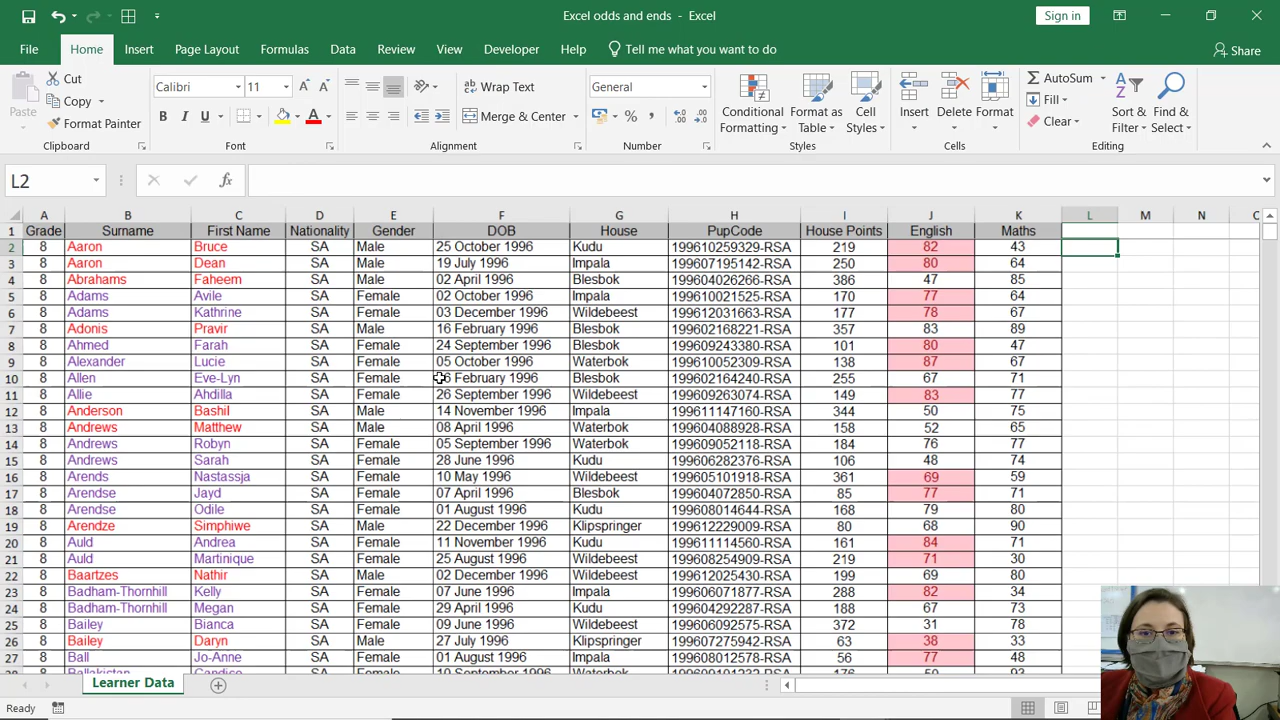 Excel odds and ends - Excel
Sign in
File Home Insert Page Layout Formulas Data Review View Developer Help Tell me what you want to do Share
Paste
Cut
Copy
Format Painter
Clipboard
Calibri 11
B I U
Font
Wrap Text
Merge & Center
Alignment
General
%
Number
Conditional Formatting
Format as Table
Cell Styles
Styles
Insert Delete Format
Cells
AutoSum
Fill
Clear
Sort & Filter
Find & Select
Editing
L2
fx
A B C D E F G H I J K L M N
1 Grade Surname First Name Nationality Gender DOB House PupCode House Points English Maths
2 8 Aaron Bruce SA Male 25 October 1996 Kudu 199610259329-RSA 219 82 43
3 8 Aaron Dean SA Male 19 July 1996 Impala 199607195142-RSA 250 80 64
4 8 Abrahams Faheem SA Male 02 April 1996 Blesbok 199604026266-RSA 386 47 85
5 8 Adams Avile SA Female 02 October 1996 Impala 199610021525-RSA 170 77 64
6 8 Adams Kathrine SA Female 03 December 1996 Wildebeest 199612031663-RSA 177 78 67
7 8 Adonis Pravir SA Male 16 February 1996 Blesbok 199602168221-RSA 357 83 89
8 8 Ahmed Farah SA Female 24 September 1996 Blesbok 199609243380-RSA 101 80 47
9 8 Alexander Lucie SA Female 05 October 1996 Waterbok 199610052309-RSA 138 87 67
10 8 Allen Eve-Lyn SA Female February 1996 Blesbok 199602164240-RSA 255 67 71
11 8 Allie Ahdilla SA Female 26 September 1996 Wildebeest 199609263074-RSA 149 83 77
12 8 Anderson Bashil SA Male 14 November 1996 Impala 199611147160-RSA 344 50 75
13 8 Andrews Matthew SA Male 08 April 1996 Waterbok 199604088928-RSA 158 52 65
14 8 Andrews Robyn SA Female 05 September 1996 Waterbok 199609052118-RSA 184 76 77
15 8 Andrews Sarah SA Female 28 June 1996 Kudu 199606282376-RSA 106 48 74
16 8 Arends Nastassja SA Female 10 May 1996 Wildebeest 199605101918-RSA 361 69 59
17 8 Arendse Jayd SA Female 07 April 1996 Blesbok 199604072850-RSA 85 77 71
18 8 Arendse Odile SA Female 01 August 1996 Kudu 199608014644-RSA 168 79 80
19 8 Arendze Simphiwe SA Male 22 December 1996 Klipspringer 199612229009-RSA 80 68 90
20 8 Auld Andrea SA Female 11 November 1996 Kudu 199611114560-RSA 161 84 71
21 8 Auld Martinique SA Female 25 August 1996 Wildebeest 199608254909-RSA 219 71 30
22 8 Baartzes Nathir SA Male 02 December 1996 Kudu 199612025430-RSA 199 69 80
23 8 Badham-Thornhill Kelly SA Female 07 June 1996 Wildebeest 199606071877-RSA 288 82 34
24 8 Badham-Thornhill Megan SA Female 29 April 1996 Kudu 199604292287-RSA 188 67 73
25 8 Bailey Bianca SA Female 09 June 1996 Wildebeest 199606092575-RSA 372 31 78
26 8 Bailey Daryn SA Male 27 July 1996 Klipspringer 199607275942-RSA 63 38 33
27 8 Ball Jo-Anne SA Female 01 August 1996 Impala 199608012578-RSA 56 77 48
Learner Data
Ready